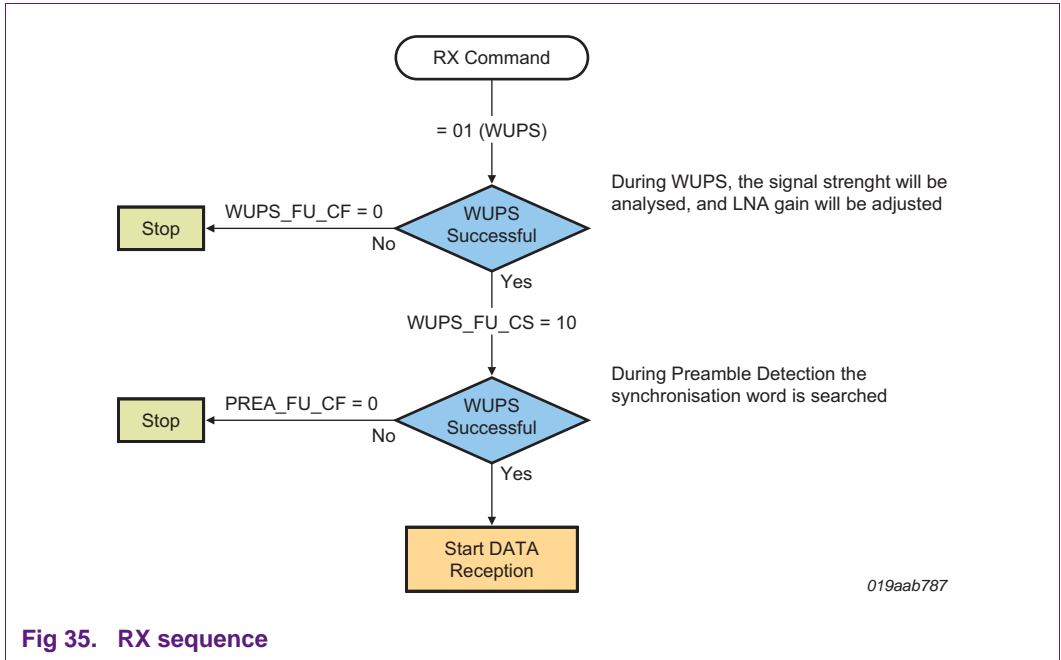 RX Command
= 01 (WUPS)
During WUPS, the signal strenght will be
analysed, and LNA gain will be adjusted
WUPS
Successful
WUPS_FU_CF = 0
No
Stop
Yes
WUPS_FU_CS = 10
During Preamble Detection the
synchronisation word is searched
WUPS
Successful
PREA_FU_CF = 0
No
Stop
Yes
Start DATA
Reception
019aab787
Fig 35. RX sequence